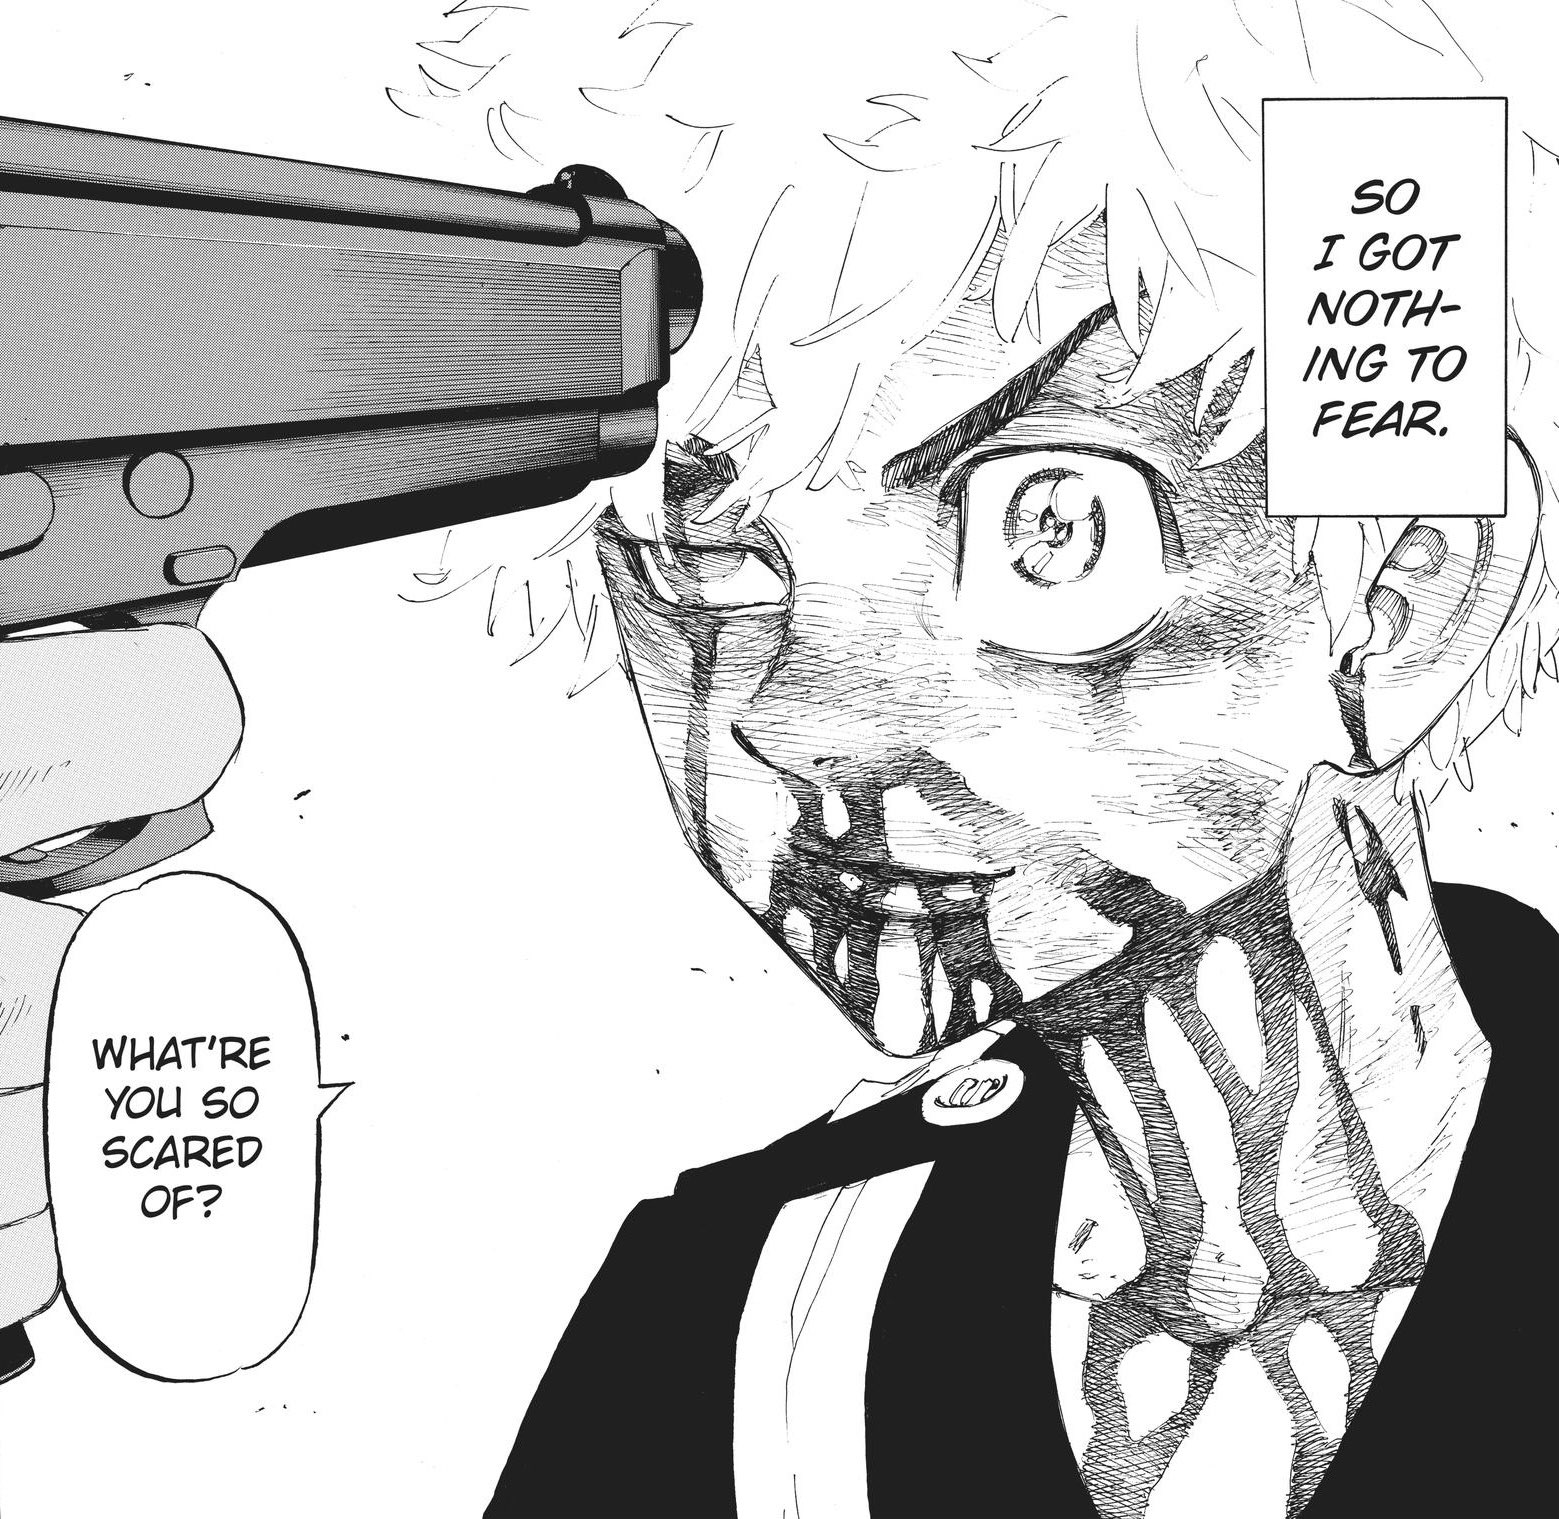 SO
I GOT
NOTH-
ING TO
FEAR.
WHAT'RE
YOU SO
SCARED
OF?